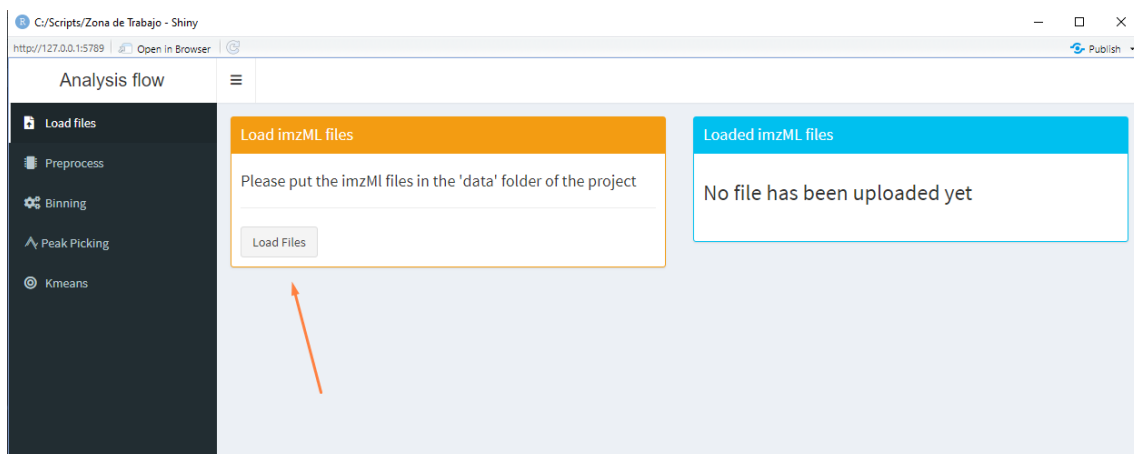 C:/Scripts/Zona de Trabajo - Shiny
http://127.0.0.1:5789 Open in Browser Publish
Analysis flow
Load files
Preprocess
Binning
Peak Picking
Kmeans
Load imzML files
Please put the imzMl files in the 'data' folder of the project
Load Files
Loaded imzML files
No file has been uploaded yet